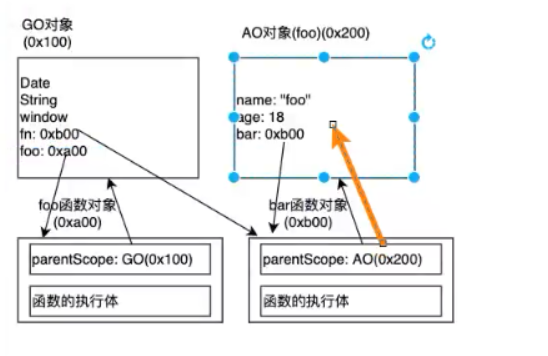 GO对象
(0x100)
AO对象(foo)(0x200)
Date
String
window
fn: 0xb00
foo: 0xa00
name: "foo"
age: 18
bar: 0xb00
foo函数对象
(0xa00)
bar函数对象
(0xb00)
parentScope: GO(0x100)
函数的执行体
parentScope: AO(0x200)
函数的执行体